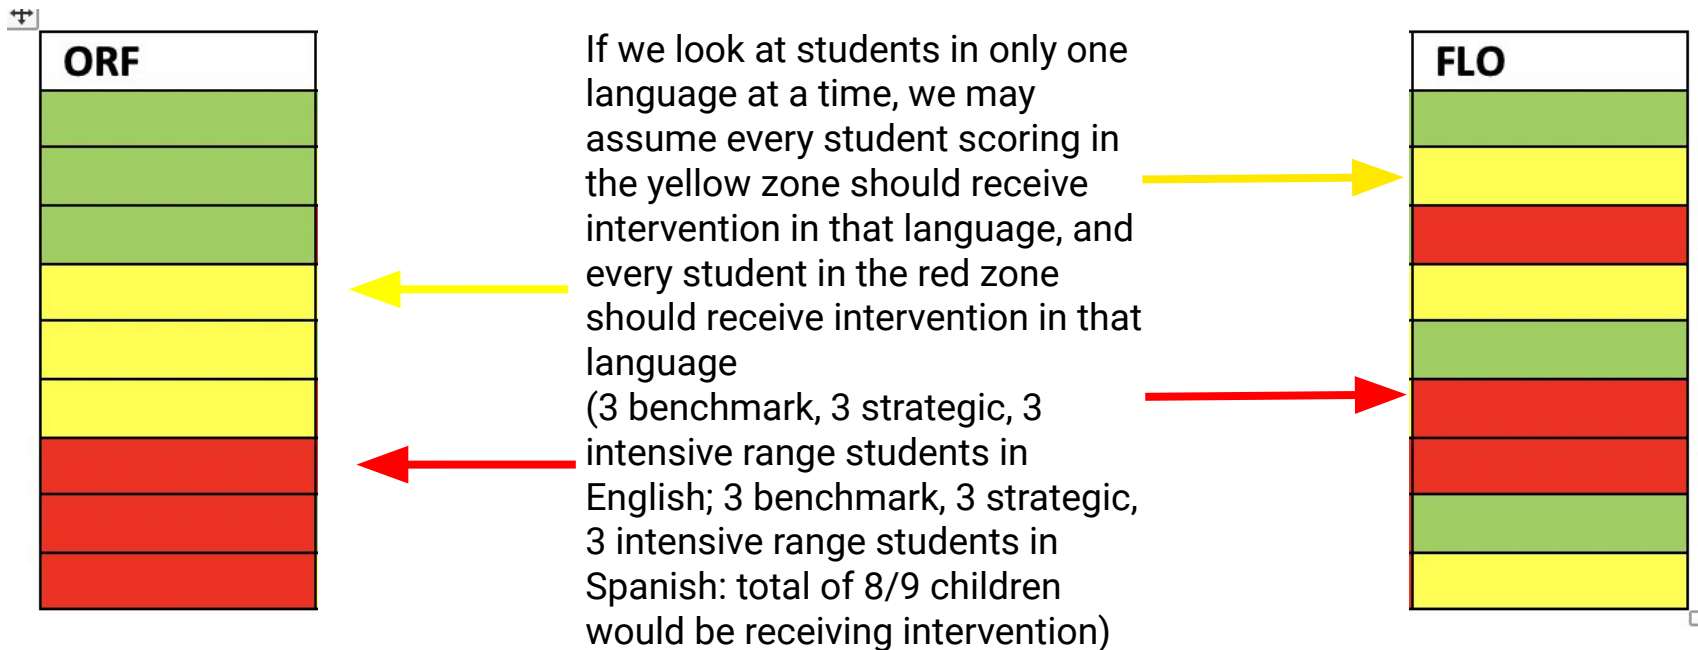 ORF
If we look at students in only one
language at a time, we may
assume every student scoring in
the yellow zone should receive
intervention in that language, and
every student in the red zone
should receive intervention in that
language
(3 benchmark, 3 strategic, 3
intensive range students in
English; 3 benchmark, 3 strategic,
3 intensive range students in
Spanish: total of 8/9 children
would be receiving intervention)
FLO